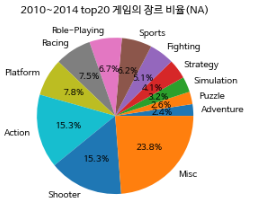 2010~2014 top20 게임의 장르 비율(NA)
Role-Playing
Sports
Racing
Fighting
Platform
Strategy
Simulation
Puzzle
Adventure
Action
Shooter
Misc
6.7%
6.2%
7.5%
5.1%
4.1%
7.8%
3.2%
2.6%
2.4%
15.3%
23.8%
15.3%